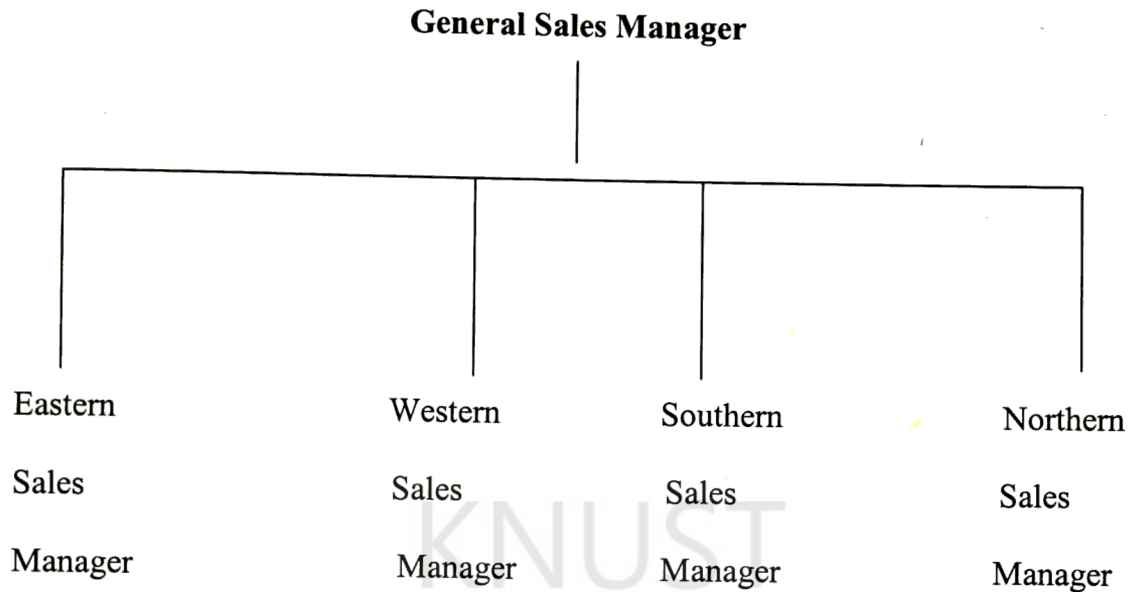 General Sales Manager
Eastern Western Southern Northern
Sales Sales Sales Sales
Manager Manager Manager Manager
KNUST